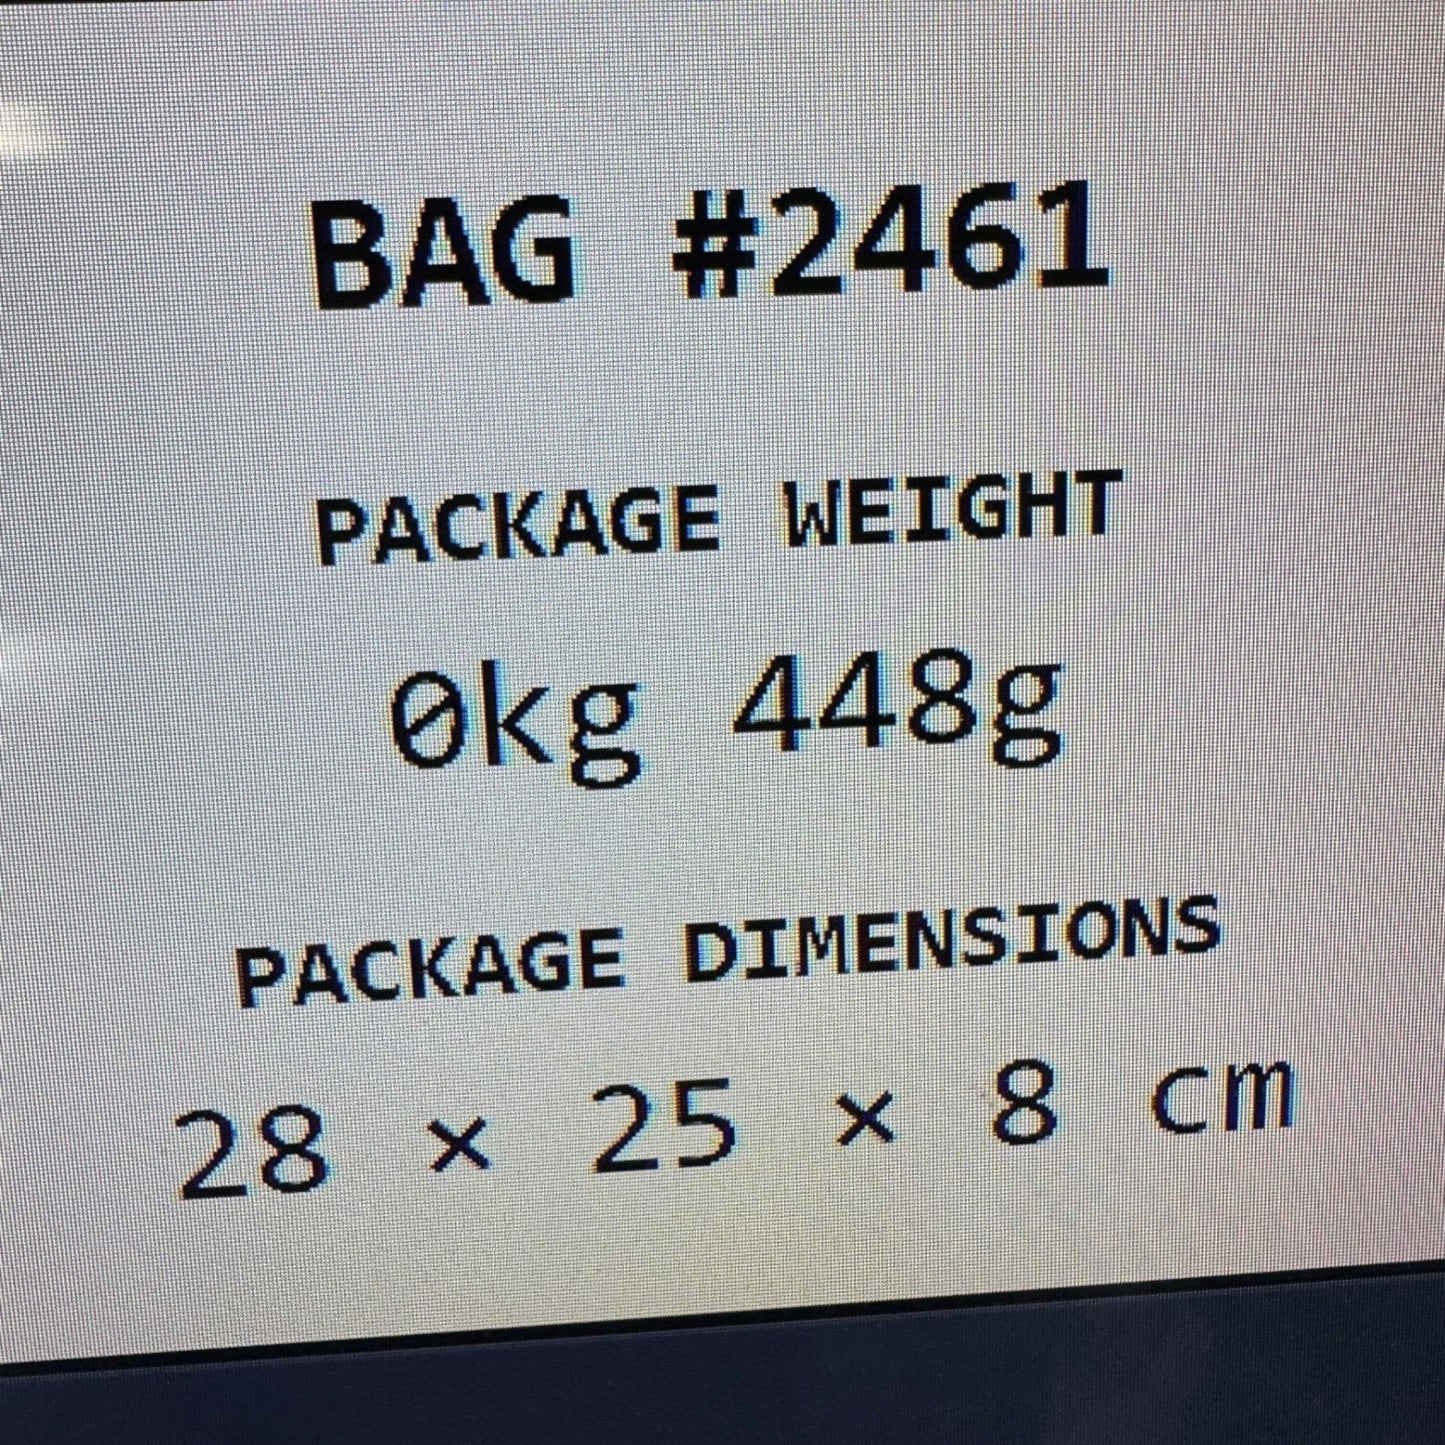 BAG #2461
PACKAGE WEIGHT
0kg 448g
PACKAGE DIMENSIONS
28 × 25 × 8 cm